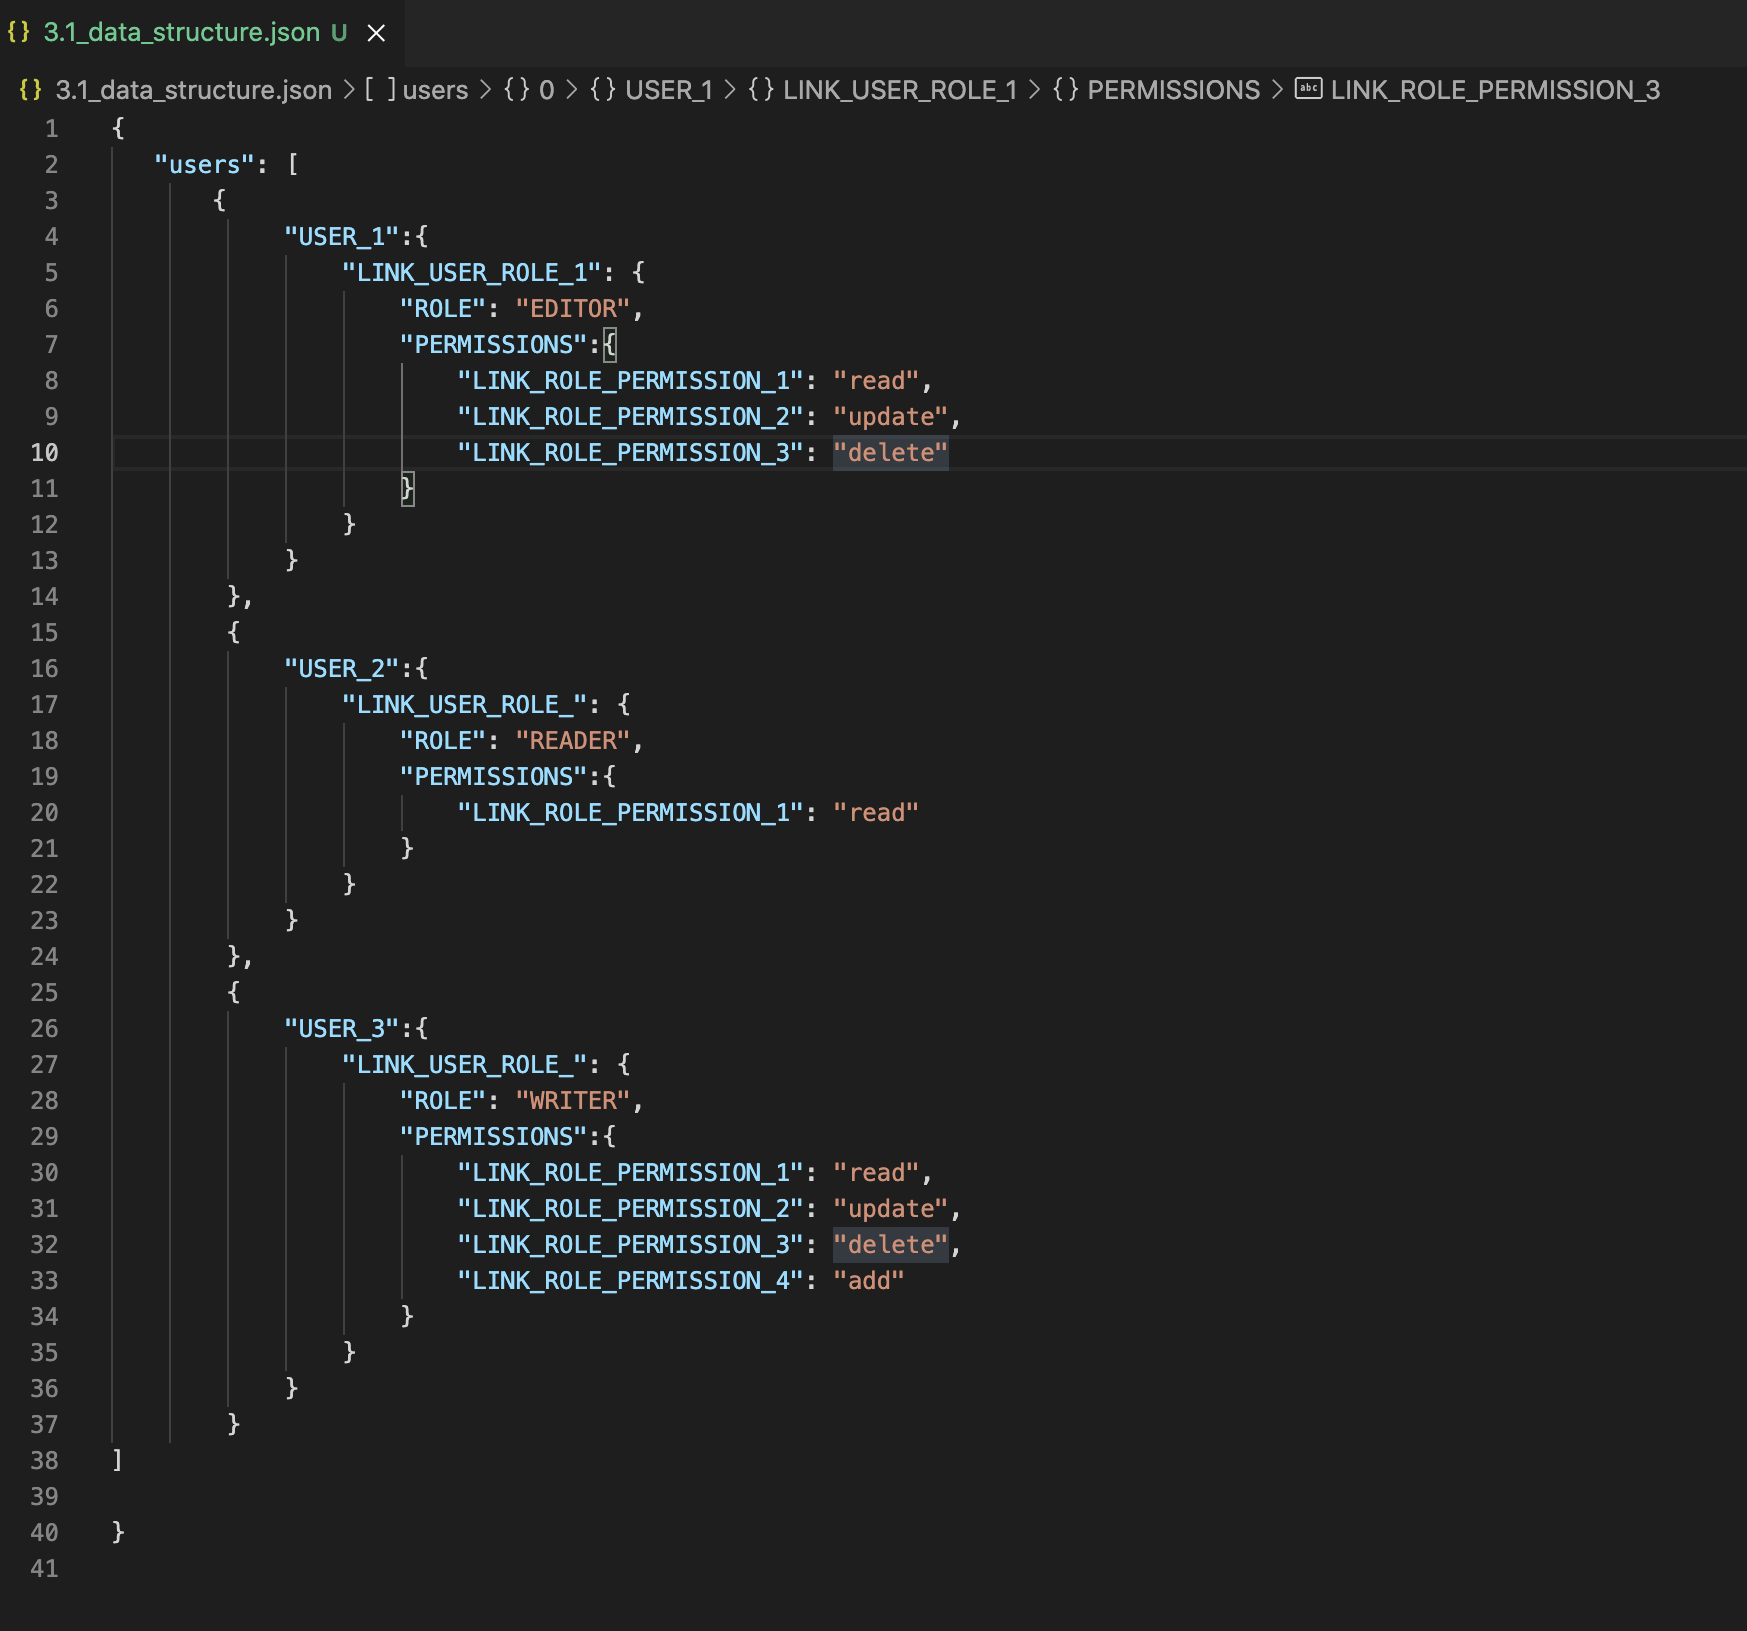 {} 3.1_data_structure.json U ×
{} 3.1_data_structure.json > [ ] users > {} 0 > {} USER_1 > {} LINK_USER_ROLE_1 > {} PERMISSIONS > abc LINK_ROLE_PERMISSION_3
1 {
2 "users": [
3 {
4 "USER_1":{
5 "LINK_USER_ROLE_1": {
6 "ROLE": "EDITOR",
7 "PERMISSIONS":{
8 "LINK_ROLE_PERMISSION_1": "read",
9 "LINK_ROLE_PERMISSION_2": "update",
10 "LINK_ROLE_PERMISSION_3": "delete"
11 }
12 }
13 }
14 },
15 {
16 "USER_2":{
17 "LINK_USER_ROLE_": {
18 "ROLE": "READER",
19 "PERMISSIONS":{
20 "LINK_ROLE_PERMISSION_1": "read"
21 }
22 }
23 }
24 },
25 {
26 "USER_3":{
27 "LINK_USER_ROLE_": {
28 "ROLE": "WRITER",
29 "PERMISSIONS":{
30 "LINK_ROLE_PERMISSION_1": "read",
31 "LINK_ROLE_PERMISSION_2": "update",
32 "LINK_ROLE_PERMISSION_3": "delete",
33 "LINK_ROLE_PERMISSION_4": "add"
34 }
35 }
36 }
37 }
38 ]
39
40 }
41